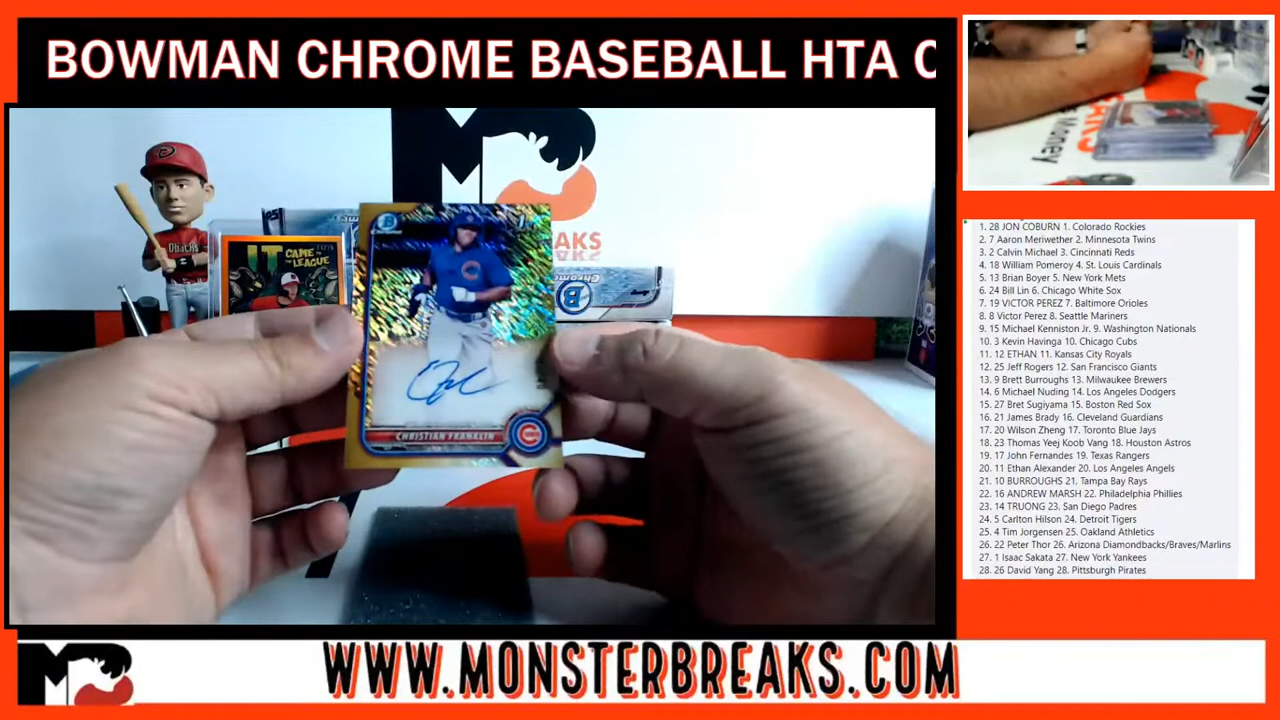 BOWMAN CHROME BASEBALL HTA C
Dbacks
LT
CAME TO
THE LEAGUE
AKS
CHRISTIAN FRANKLIN
Money
1. 28 JON COBURN 1. Colorado Rockies
2. 7 Aaron Meriwether 2. Minnesota Twins
3. 2 Calvin Michael 3. Cincinnati Reds
4. 18 William Pomeroy 4. St. Louis Cardinals
5. 13 Brian Boyer 5. New York Mets
6. 24 Bill Lin 6. Chicago White Sox
7. 19 VICTOR PEREZ 7. Baltimore Orioles
8. 8 Victor Perez 8. Seattle Mariners
9. 15 Michael Kenniston Jr. 9. Washington Nationals
10. 3 Kevin Havinga 10. Chicago Cubs
11. 12 ETHAN 11. Kansas City Royals
12. 25 Jeff Rogers 12. San Francisco Giants
13. 9 Brett Burroughs 13. Milwaukee Brewers
14. 6 Michael Nuding 14. Los Angeles Dodgers
15. 27 Bret Sugiyama 15. Boston Red Sox
16. 21 James Brady 16. Cleveland Guardians
17. 20 Wilson Zheng 17. Toronto Blue Jays
18. 23 Thomas Yeej Koob Vang 18. Houston Astros
19. 17 John Fernandes 19. Texas Rangers
20. 11 Ethan Alexander 20. Los Angeles Angels
21. 10 BURROUGHS 21. Tampa Bay Rays
22. 16 ANDREW MARSH 22. Philadelphia Phillies
23. 14 TRUONG 23. San Diego Padres
24. 5 Carlton Hilson 24. Detroit Tigers
25. 4 Tim Jorgensen 25. Oakland Athletics
26. 22 Peter Thor 26. Arizona Diamondbacks/Braves/Marlins
27. 1 Isaac Sakata 27. New York Yankees
28. 26 David Yang 28. Pittsburgh Pirates
WWW.MONSTERBREAKS.COM